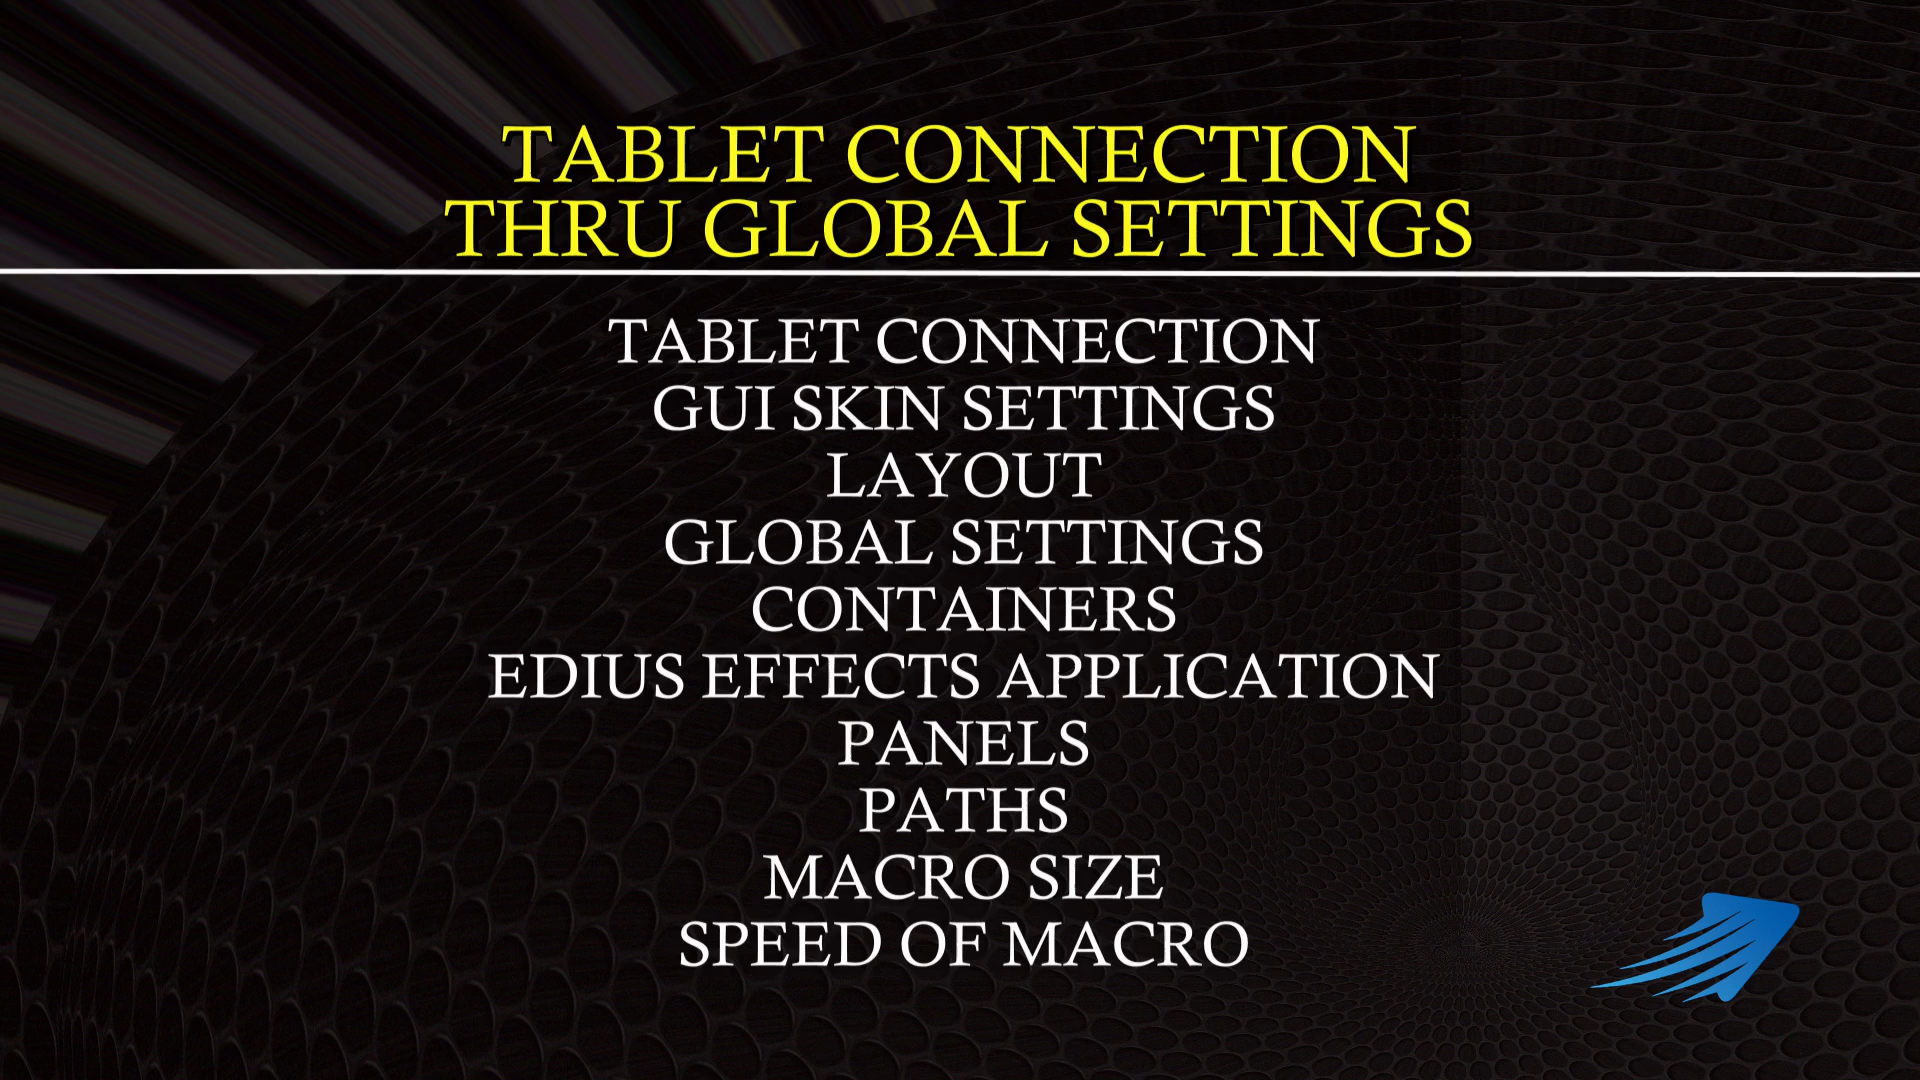 TABLET CONNECTION
THRU GLOBAL SETTINGS
TABLET CONNECTION
GUI SKIN SETTINGS
LAYOUT
GLOBAL SETTINGS
CONTAINERS
EDIUS EFFECTS APPLICATION
PANELS
PATHS
MACRO SIZE
SPEED OF MACRO